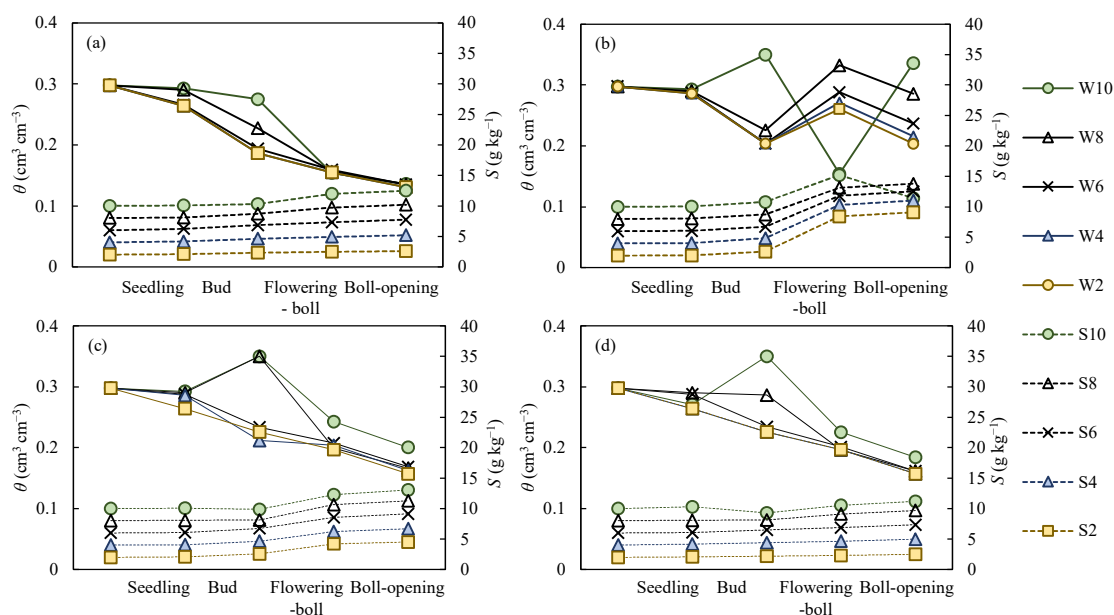 (a)
0.4
0.3
0.2
0.1
0
θ (cm³ cm⁻³)
40
35
30
25
20
15
10
5
0
S (g kg⁻¹)
Seedling Bud Flowering Boll-opening
- boll
(b)
0.4
0.3
0.2
0.1
0
θ (cm³ cm⁻³)
40
35
30
25
20
15
10
5
0
S (g kg⁻¹)
Seedling Bud Flowering Boll-opening
-boll
(c)
0.4
0.3
0.2
0.1
0
θ (cm³ cm⁻³)
40
35
30
25
20
15
10
5
0
S (g kg⁻¹)
Seedling Bud Flowering Boll-opening
-boll
(d)
0.4
0.3
0.2
0.1
0
θ (cm³ cm⁻³)
40
35
30
25
20
15
10
5
0
S (g kg⁻¹)
Seedling Bud Flowering Boll-opening
-boll
W10
W8
W6
W4
W2
S10
S8
S6
S4
S2